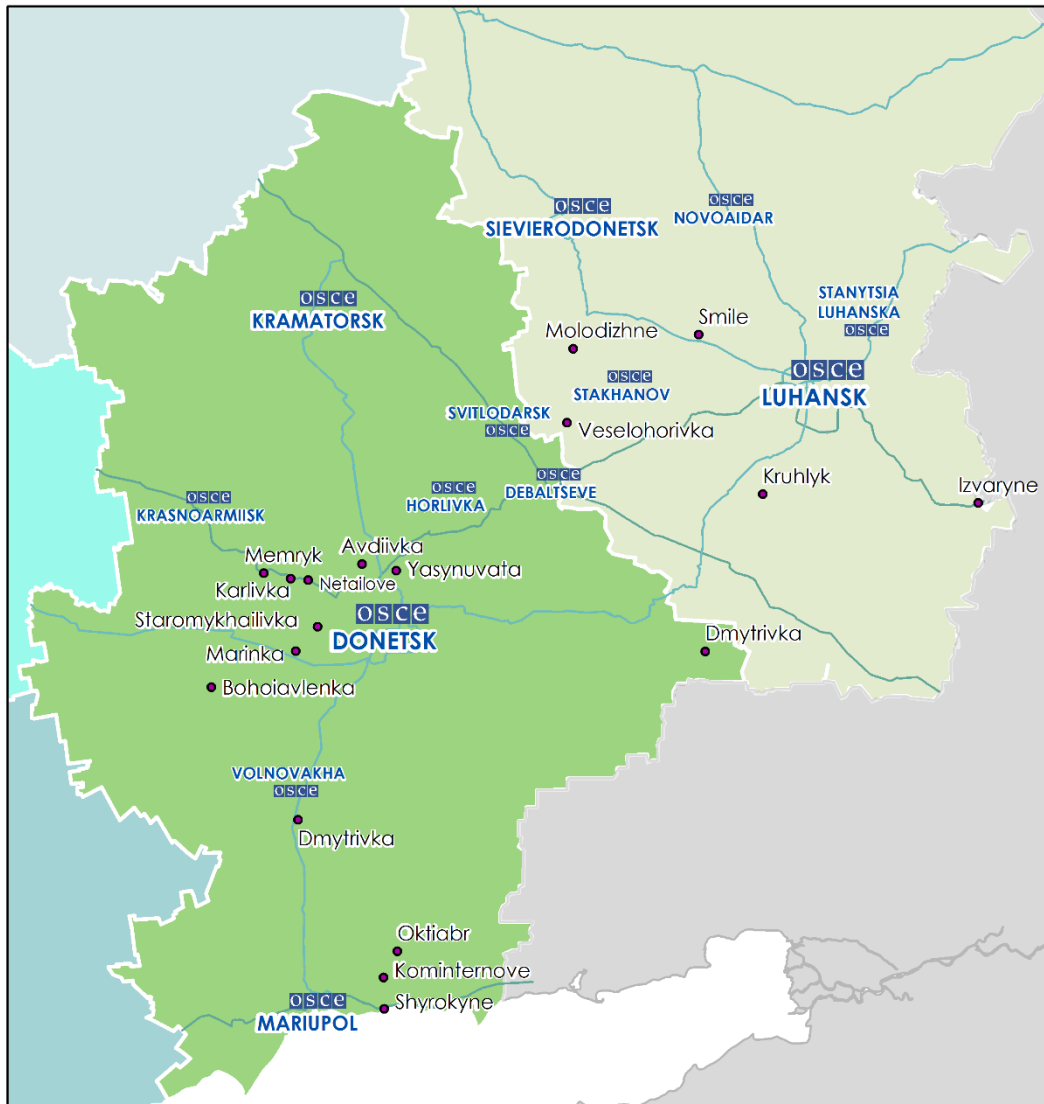 osce
SIEVIERODONETSK
osce
NOVOAIDAR
STANYTSIA
LUHANSKA
osce
osce
KRAMATORSK
Smile
Molodizhne
osce
STAKHANOV
osce
LUHANSK
SVITLODARSK
osce
Veselohorivka
osce
DEBALTSEVE
Kruhlyk
Izvaryne
osce
HORLIVKA
osce
KRASNOARMIISK
Avdiivka
Memryk
Yasynuvata
Karlivka
Netailove
Staromykhailivka
osce
DONETSK
Dmytrivka
Marinka
Bohoiavlenka
VOLNOVAKHA
osce
Dmytrivka
Oktiabr
Kominternove
Shyrokyne
osce
MARIUPOL